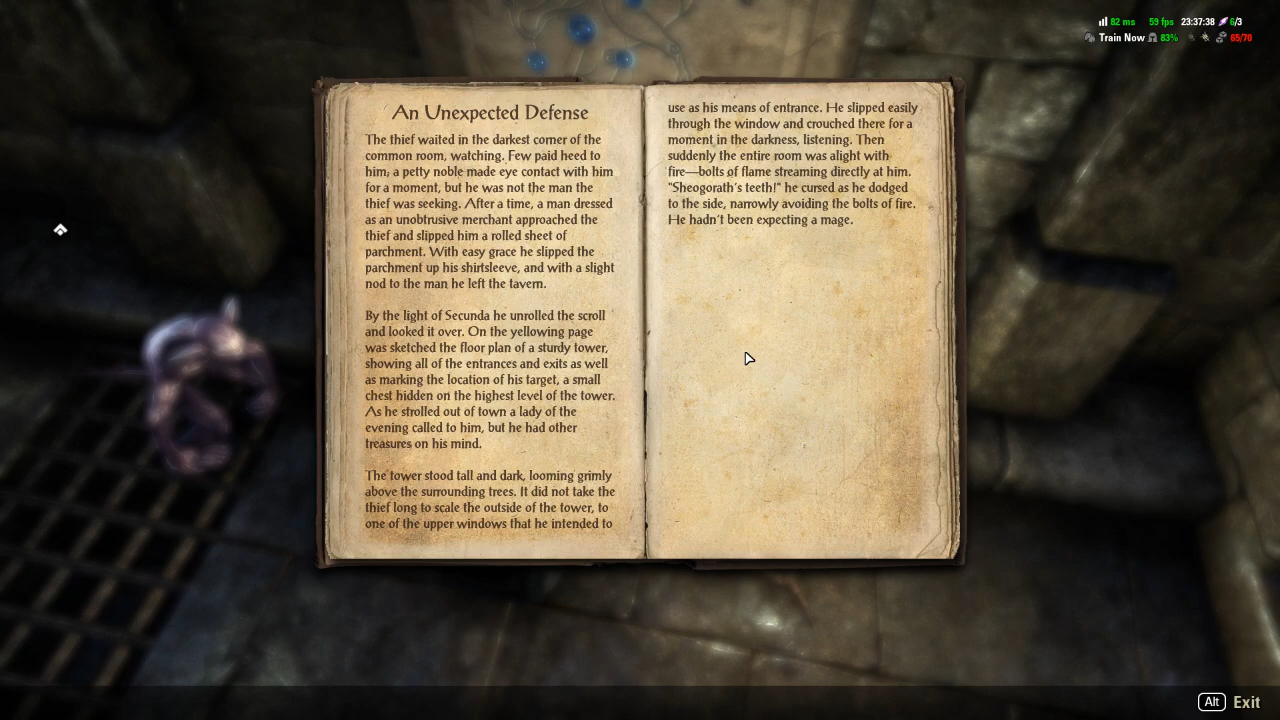 82 ms 59 fps 23:37:38 6/3
Train Now 83% 65/70
An Unexpected Defense
The thief waited in the darkest corner of the
common room, watching. Few paid heed to
him; a petty noble made eye contact with him
for a moment, but he was not the man the
thief was seeking. After a time, a man dressed
as an unobtrusive merchant approached the
thief and slipped him a rolled sheet of
parchment. With easy grace he slipped the
parchment up his shirtsleeve, and with a slight
nod to the man he left the tavern.
By the light of Secunda he unrolled the scroll
and looked it over. On the yellowing page
was sketched the floor plan of a sturdy tower,
showing all of the entrances and exits as well
as marking the location of his target, a small
chest hidden on the highest level of the tower.
As he strolled out of town a lady of the
evening called to him, but he had other
treasures on his mind.
The tower stood tall and dark, looming grimly
above the surrounding trees. It did not take the
thief long to scale the outside of the tower, to
one of the upper windows that he intended to
use as his means of entrance. He slipped easily
through the window and crouched there for a
moment in the darkness, listening. Then
suddenly the entire room was alight with
fire—bolts of flame streaming directly at him.
"Sheogorath's teeth!" he cursed as he dodged
to the side, narrowly avoiding the bolts of fire.
He hadn't been expecting a mage.
Alt Exit